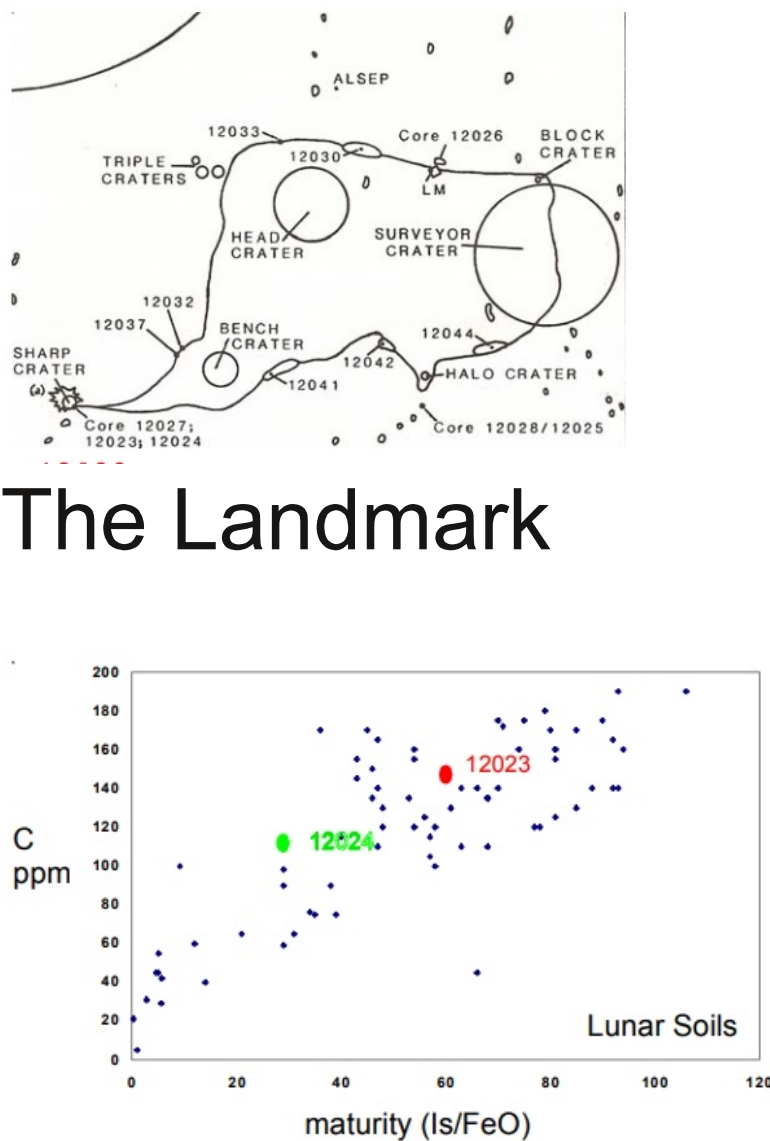 ALSEP
12033
Core 12026
BLOCK
CRATER
12030
TRIPLE
CRATERS
LM
HEAD
CRATER
SURVEYOR
CRATER
12032
12037
BENCH
CRATER
12044
SHARP
CRATER
12042
(a)
12041
HALO CRATER
Core 12027;
12023; 12024
Core 12028/12025
The Landmark
200
180
160
140
120
100
80
60
40
20
0
C
ppm
12023
12024
Lunar Soils
0
20
40
60
80
100
120
maturity (Is/FeO)